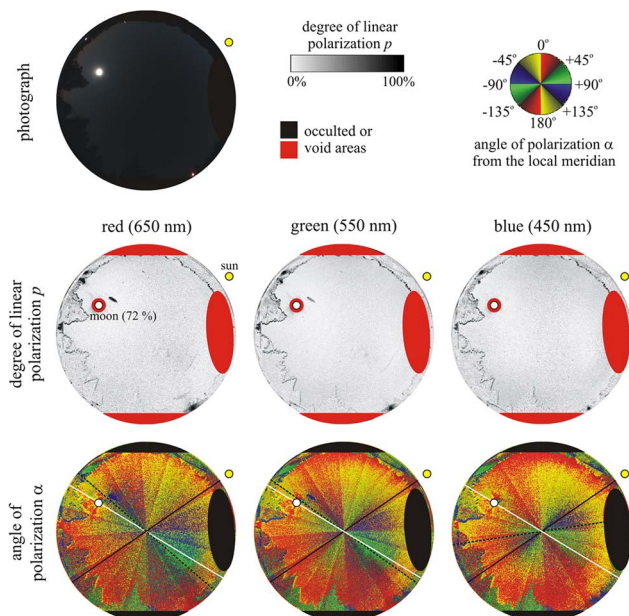 photograph
degree of linear
polarization p
0% 100%
occulted or
void areas
0°
-45° +45°
-90° +90°
-135° +135°
180°
angle of polarization α
from the local meridian
red (650 nm) green (550 nm) blue (450 nm)
degree of linear
polarization p
sun
moon (72 %)
angle of
polarization α